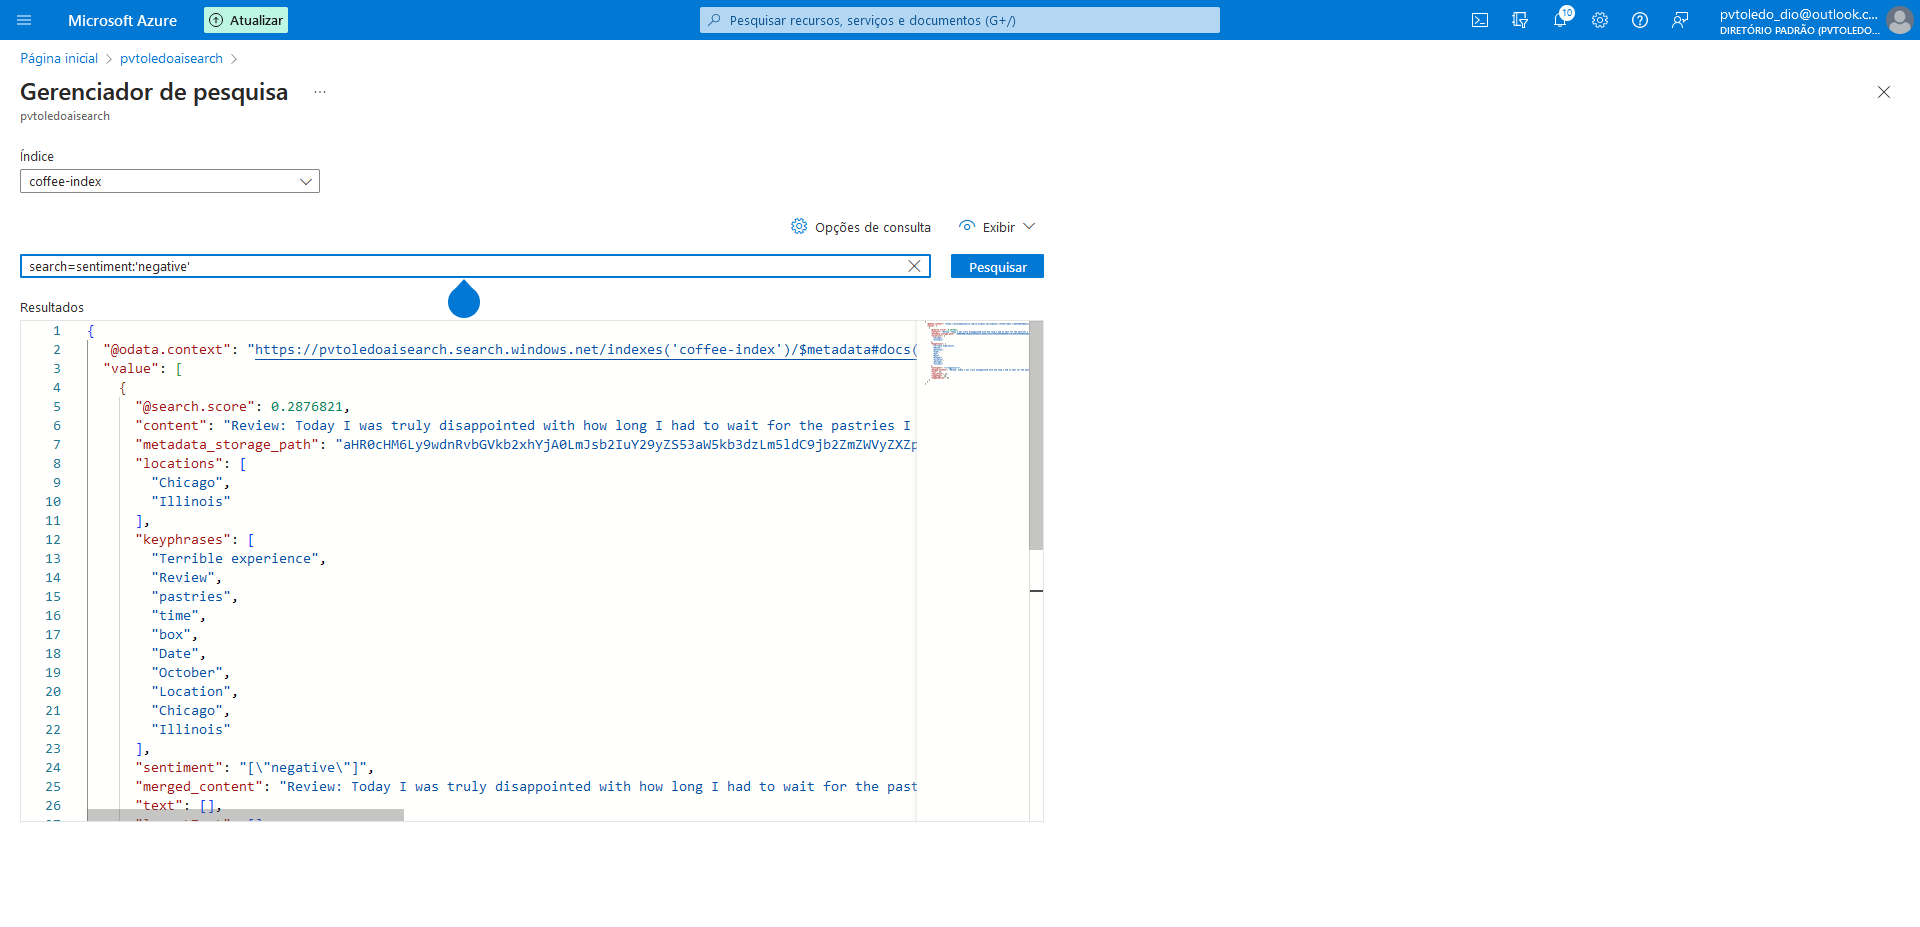 Microsoft Azure
Atualizar
Pesquisar recursos, serviços e documentos (G+/)
10
pvtoledo_dio@outlook.c...
DIRETÓRIO PADRÃO (PVTOLEDO...
Página inicial > pvtoledoaisearch >
Gerenciador de pesquisa ...
pvtoledoaisearch
Índice
coffee-index
Opções de consulta
Exibir
search=sentiment:'negative'
Pesquisar
Resultados
1 {
2 "@odata.context": "https://pvtoledoaisearch.search.windows.net/indexes('coffee-index')/$metadata#docs(
3 "value": [
4 {
5 "@search.score": 0.2876821,
6 "content": "Review: Today I was truly disappointed with how long I had to wait for the pastries I
7 "metadata_storage_path": "aHR0cHM6Ly9wdnRvbGVkb2xhYjA0LmJsb2IuY29yZS53aW5kb3dzLm5ldC9jb2ZmZWVyZXZp
8 "locations": [
9 "Chicago",
10 "Illinois"
11 ],
12 "keyphrases": [
13 "Terrible experience",
14 "Review",
15 "pastries",
16 "time",
17 "box",
18 "Date",
19 "October",
20 "Location",
21 "Chicago",
22 "Illinois"
23 ],
24 "sentiment": "[\"negative\"]",
25 "merged_content": "Review: Today I was truly disappointed with how long I had to wait for the past
26 "text": [],